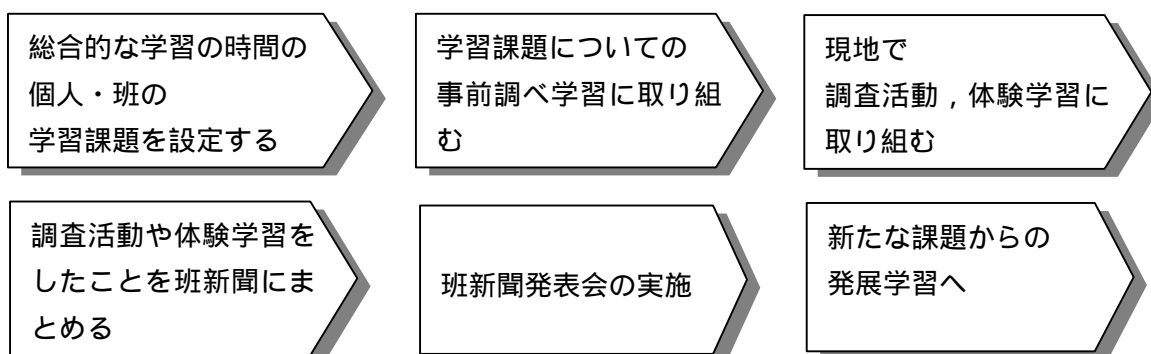 総合的な学習の時間の
個人・班の
学習課題を設定する
学習課題についての
事前調べ学習に取り組
む
現地で
調査活動，体験学習に
取り組む
調査活動や体験学習を
したことを班新聞にま
とめる
班新聞発表会の実施
新たな課題からの
発展学習へ